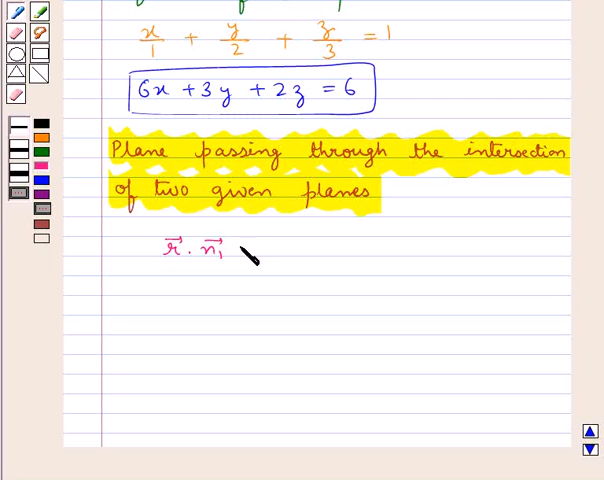 x/1 + y/2 + z/3 = 1
6x + 3y + 2z = 6
Plane passing through the intersection
of two given planes
r⃗ . n⃗₁